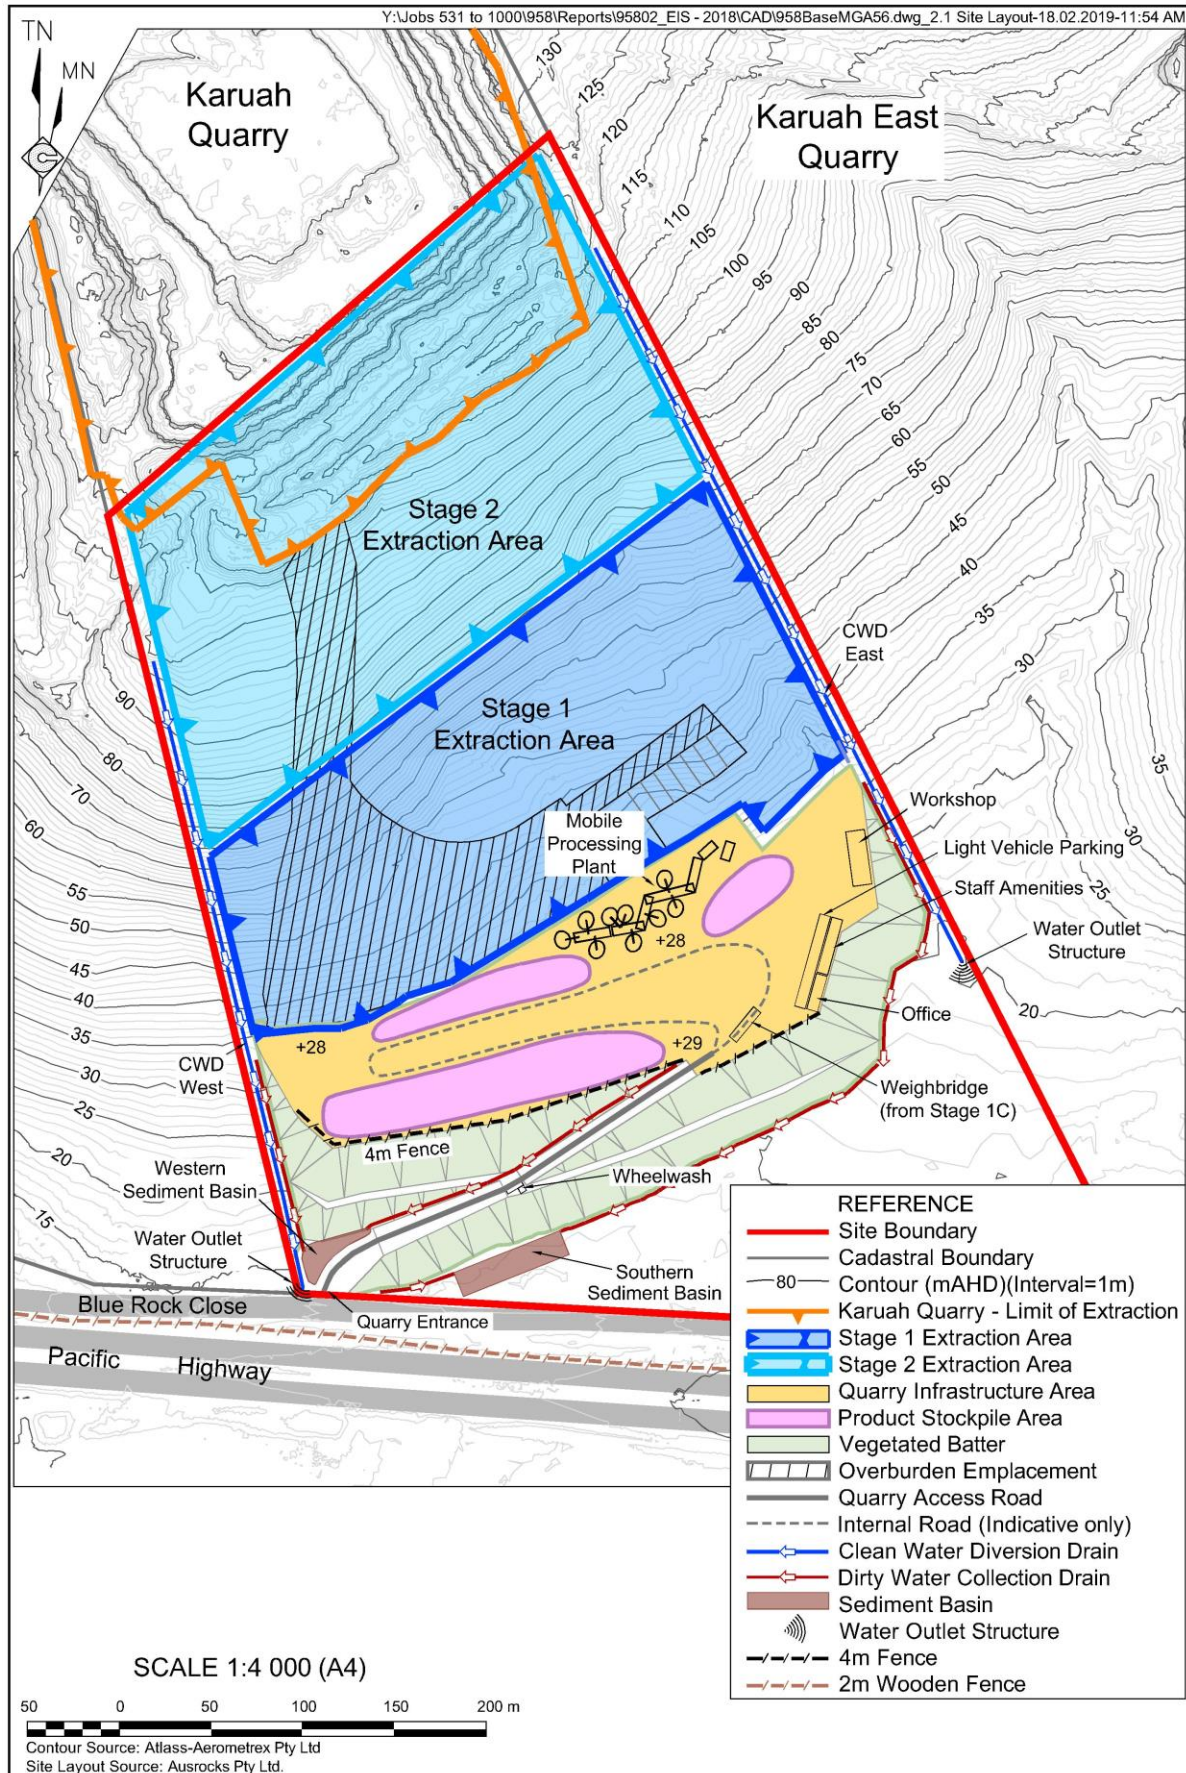 Y:\Jobs 531 to 1000\958\Reports\95802_EIS - 2018\CAD\958BaseMGA56.dwg_2.1 Site Layout-18.02.2019-11:54 AM
TN
MN
Karuah
Quarry
Karuah East
Quarry
130
125
120
115
110
105
100
95
90
85
80
75
70
65
60
55
50
45
40
35
30
35
30
25
20
Stage 2
Extraction Area
CWD
East
Stage 1
Extraction Area
90
80
70
60
55
50
45
40
35
30
25
20
15
Mobile
Processing
Plant
Workshop
Light Vehicle Parking
Staff Amenities
Water Outlet
Structure
Office
+28
+28
+29
CWD
West
Weighbridge
(from Stage 1C)
4m Fence
Western
Sediment Basin
Wheelwash
Water Outlet
Structure
Southern
Sediment Basin
Quarry Entrance
Blue Rock Close
Pacific Highway
REFERENCE
Site Boundary
Cadastral Boundary
80 Contour (mAHD)(Interval=1m)
Karuah Quarry - Limit of Extraction
Stage 1 Extraction Area
Stage 2 Extraction Area
Quarry Infrastructure Area
Product Stockpile Area
Vegetated Batter
Overburden Emplacement
Quarry Access Road
Internal Road (Indicative only)
Clean Water Diversion Drain
Dirty Water Collection Drain
Sediment Basin
Water Outlet Structure
4m Fence
2m Wooden Fence
SCALE 1:4 000 (A4)
50 0 50 100 150 200 m
Contour Source: Atlass-Aerometrex Pty Ltd
Site Layout Source: Ausrocks Pty Ltd.